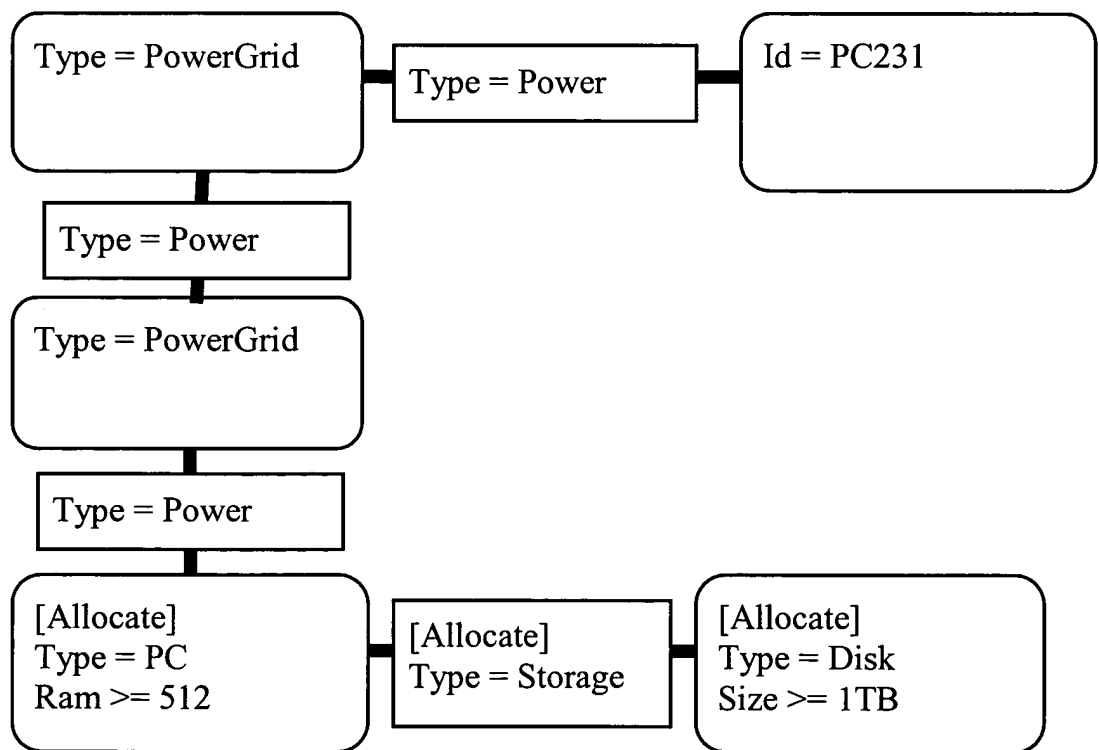 Type = PowerGrid
Type = Power
Id = PC231
Type = Power
Type = PowerGrid
Type = Power
[Allocate]
Type = PC
Ram >= 512
[Allocate]
Type = Storage
[Allocate]
Type = Disk
Size >= 1TB